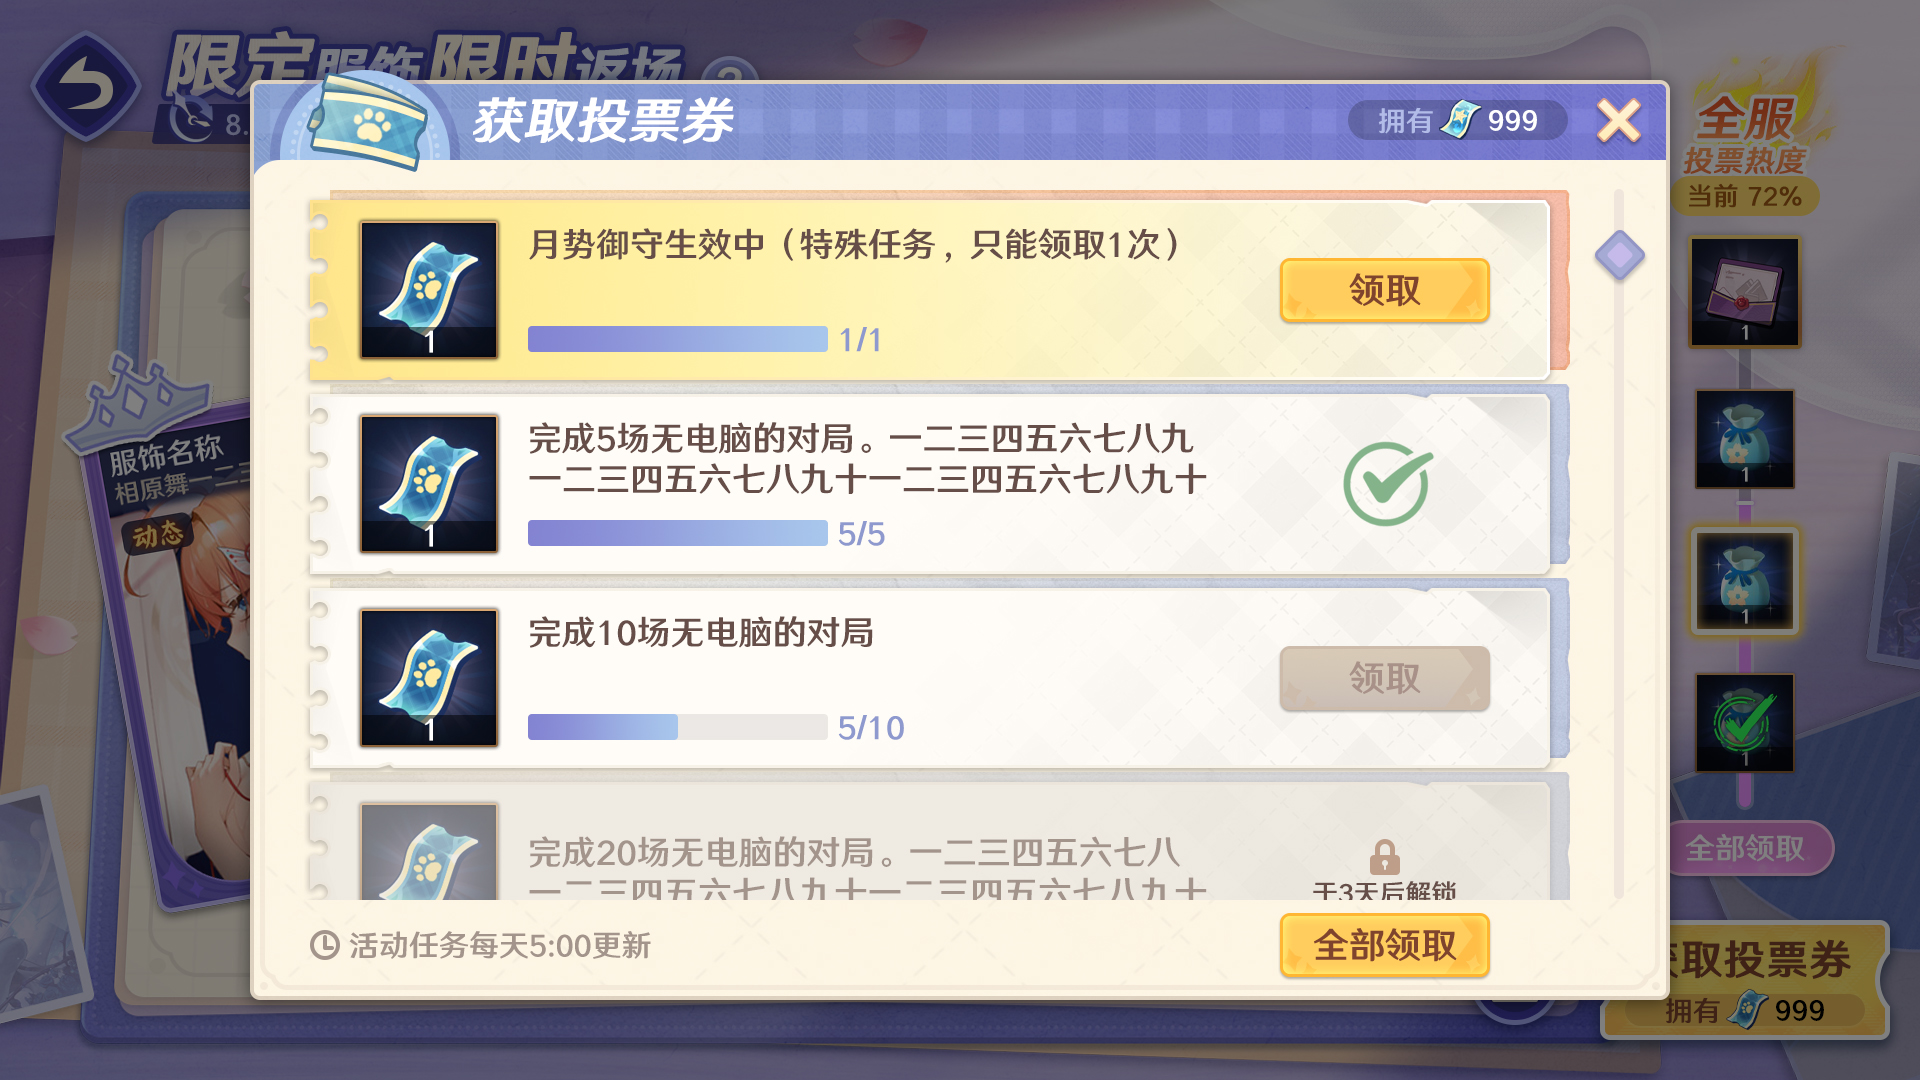 限定服饰限时返场
8.
获取投票券
拥有 999
全服
投票热度
当前 72%
月势御守生效中（特殊任务，只能领取1次）
1/1
领取
1
完成5场无电脑的对局。一二三四五六七八九
一二三四五六七八九十一二三四五六七八九十
5/5
1
完成10场无电脑的对局
5/10
领取
1
完成20场无电脑的对局。一二三四五六七八
一二三四五六七八九十一二三四五六七八九十
于3天后解锁
活动任务每天5:00更新
全部领取
服饰名称
相原舞一二三
动态
1
1
1
1
全部领取
获取投票券
拥有 999